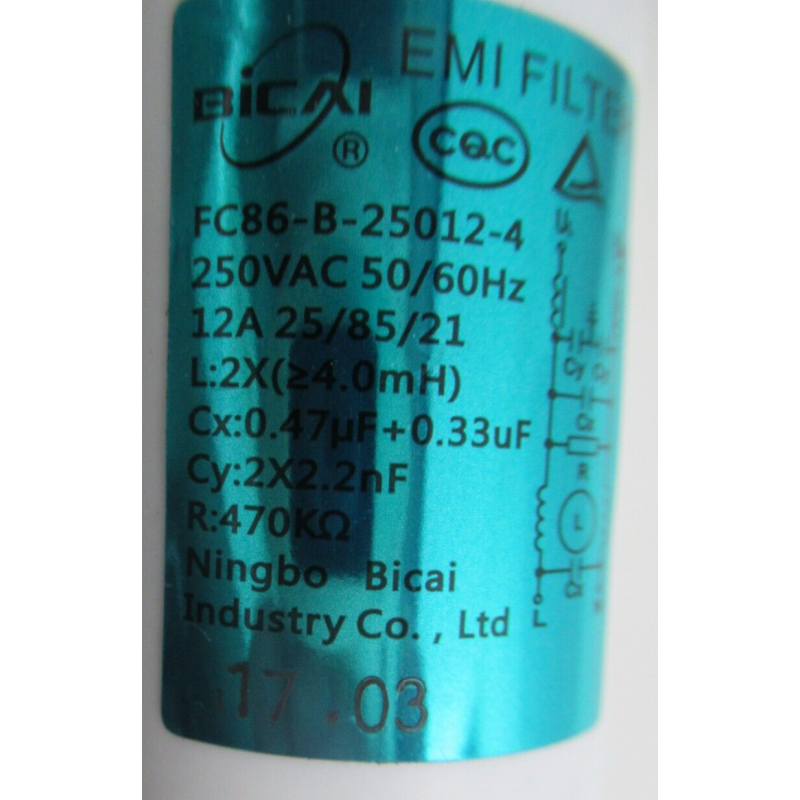 BiCAI
®
EMI FILTER
CQC
FC86-B-25012-4
250VAC 50/60Hz
12A 25/85/21
L:2X(≥4.0mH)
Cx:0.47μF+0.33uF
Cy:2X2.2nF
R:470KΩ
Ningbo Bicai
Industry Co. , Ltd
17.03